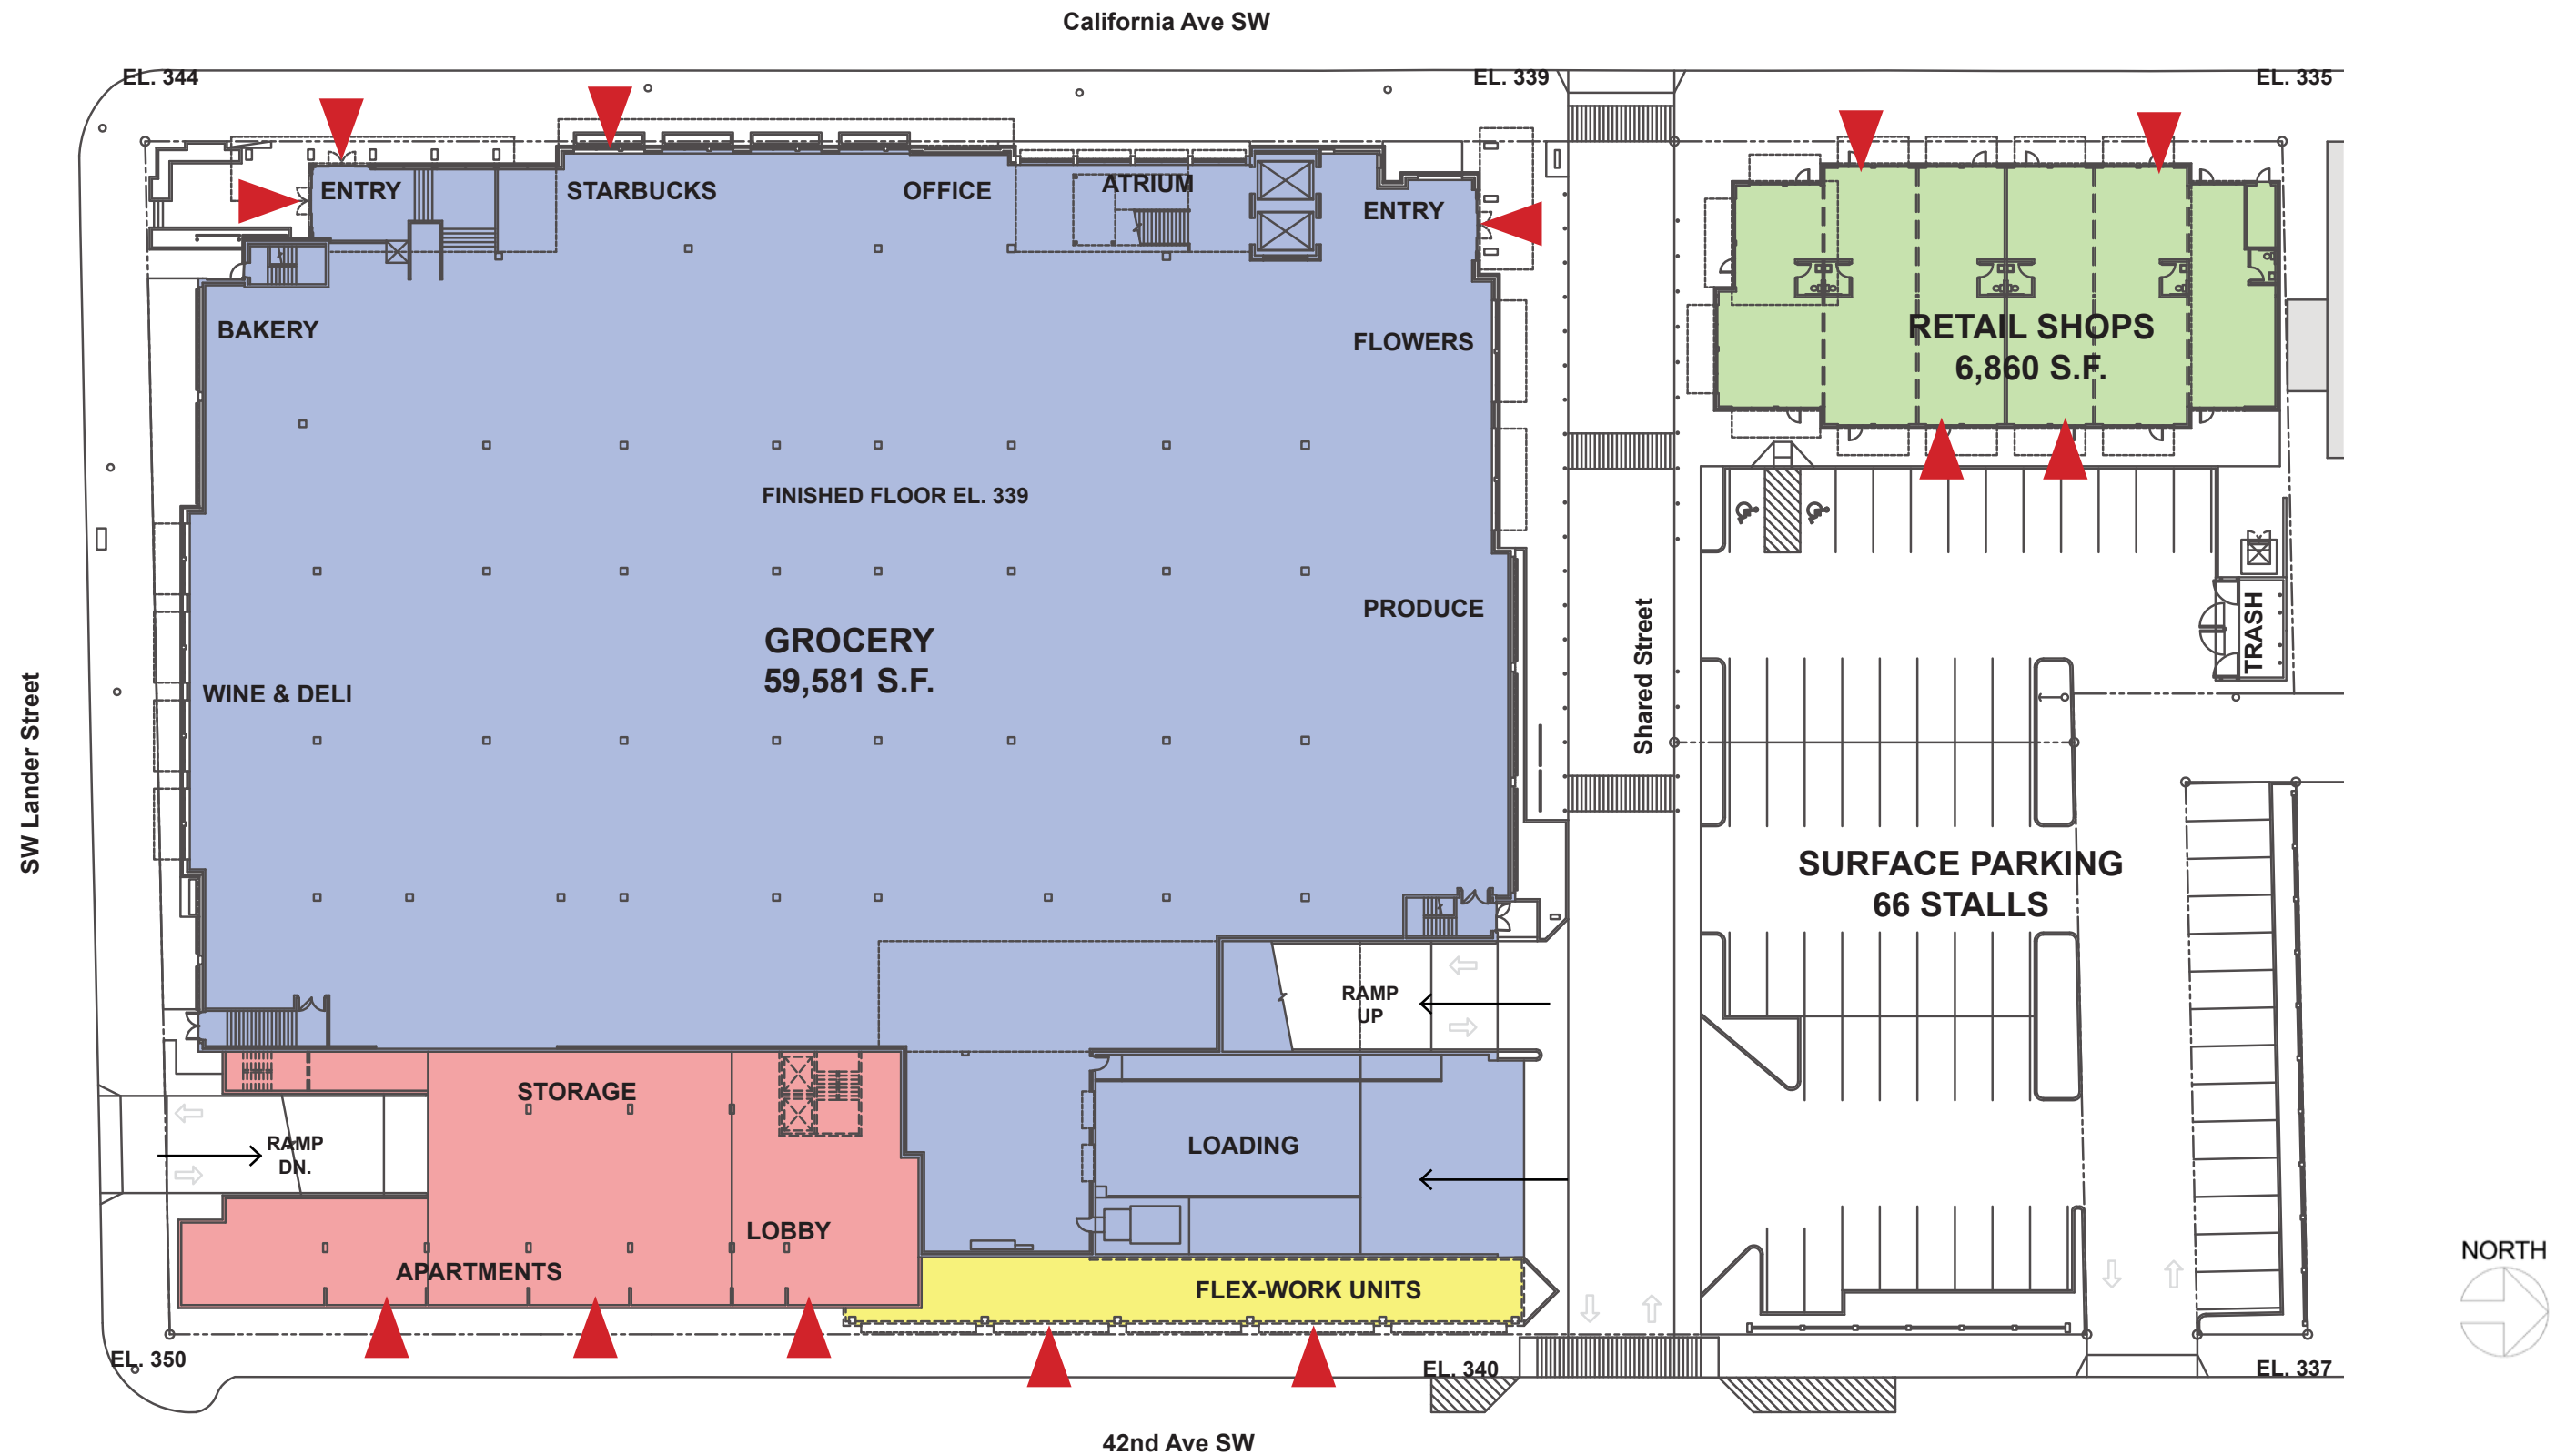 California Ave SW
EL. 344
EL. 339
EL. 335
ENTRY
STARBUCKS
OFFICE
ATRIUM
ENTRY
BAKERY
FLOWERS
RETAIL SHOPS
6,860 S.F.
FINISHED FLOOR EL. 339
GROCERY
59,581 S.F.
PRODUCE
WINE & DELI
SW Lander Street
Shared Street
TRASH
SURFACE PARKING
66 STALLS
RAMP
UP
STORAGE
RAMP
DN.
LOADING
LOBBY
APARTMENTS
FLEX-WORK UNITS
NORTH
EL. 350
EL. 340
EL. 337
42nd Ave SW